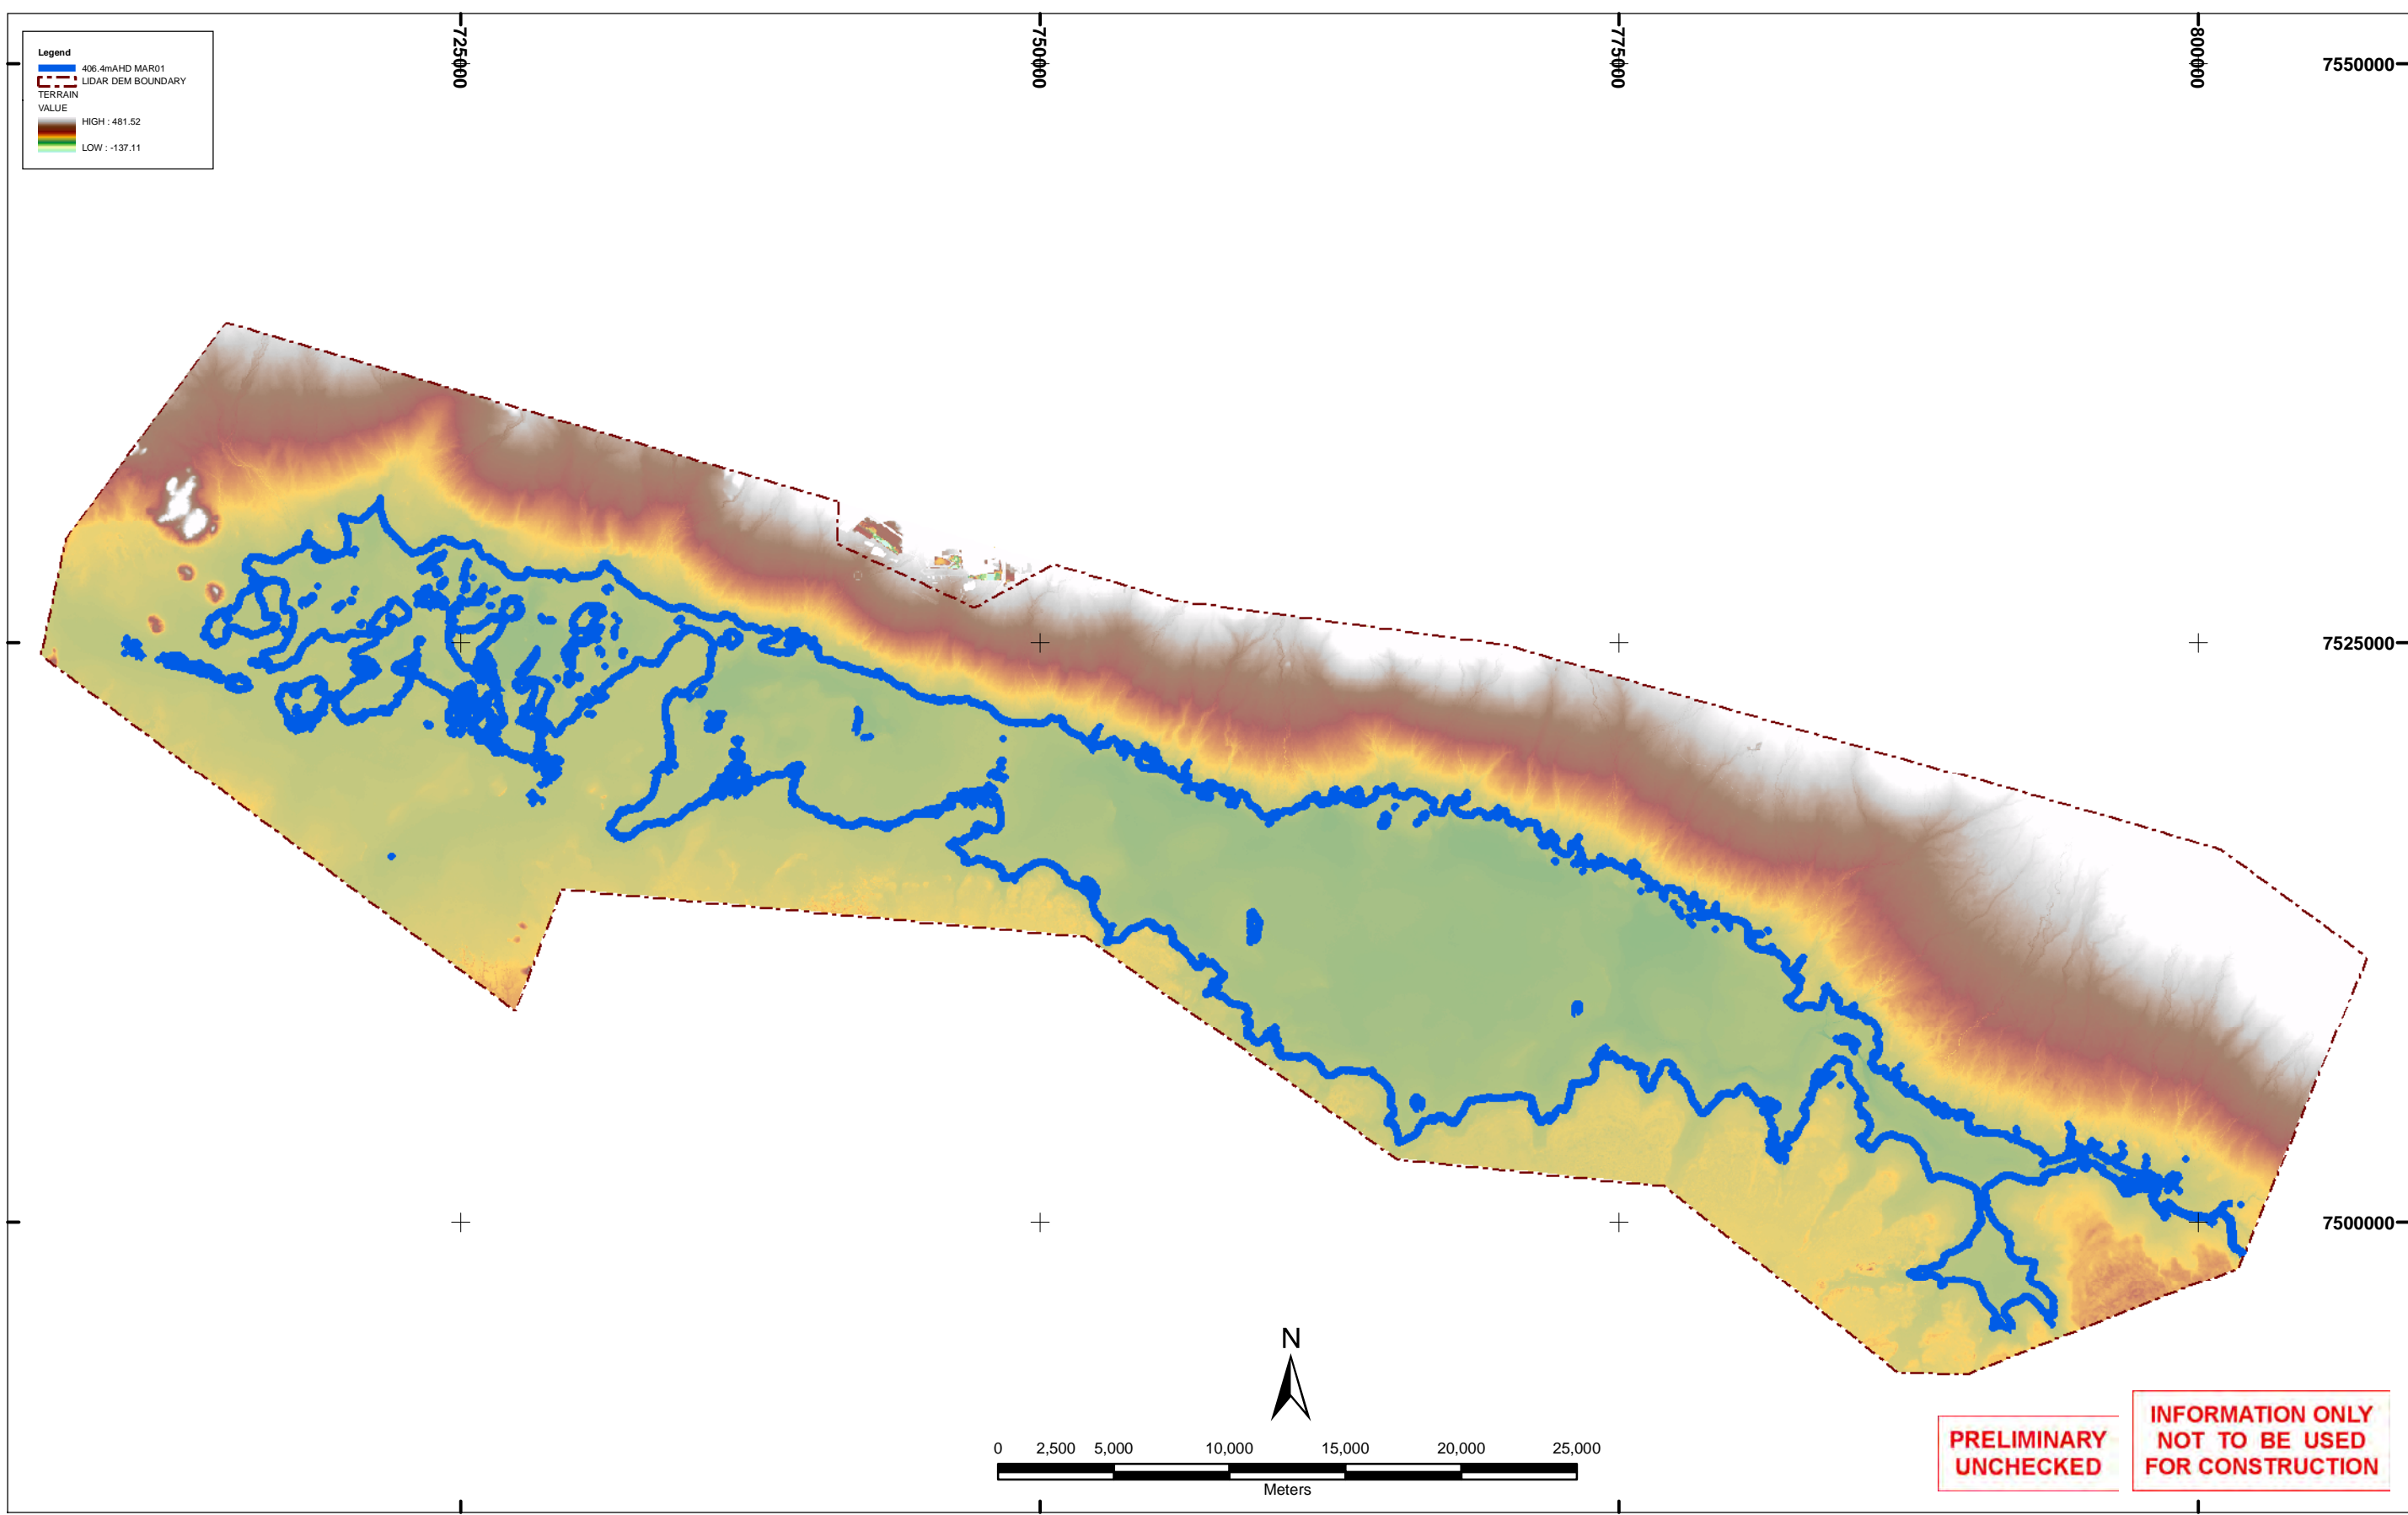 725000
750000
775000
800000
7550000
Legend
406.4mAHD MAR01
LIDAR DEM BOUNDARY
TERRAIN
VALUE
HIGH : 481.52
LOW : -137.11
7525000
7500000
N
0 2,500 5,000 10,000 15,000 20,000 25,000
Meters
PRELIMINARY
UNCHECKED
INFORMATION ONLY
NOT TO BE USED
FOR CONSTRUCTION